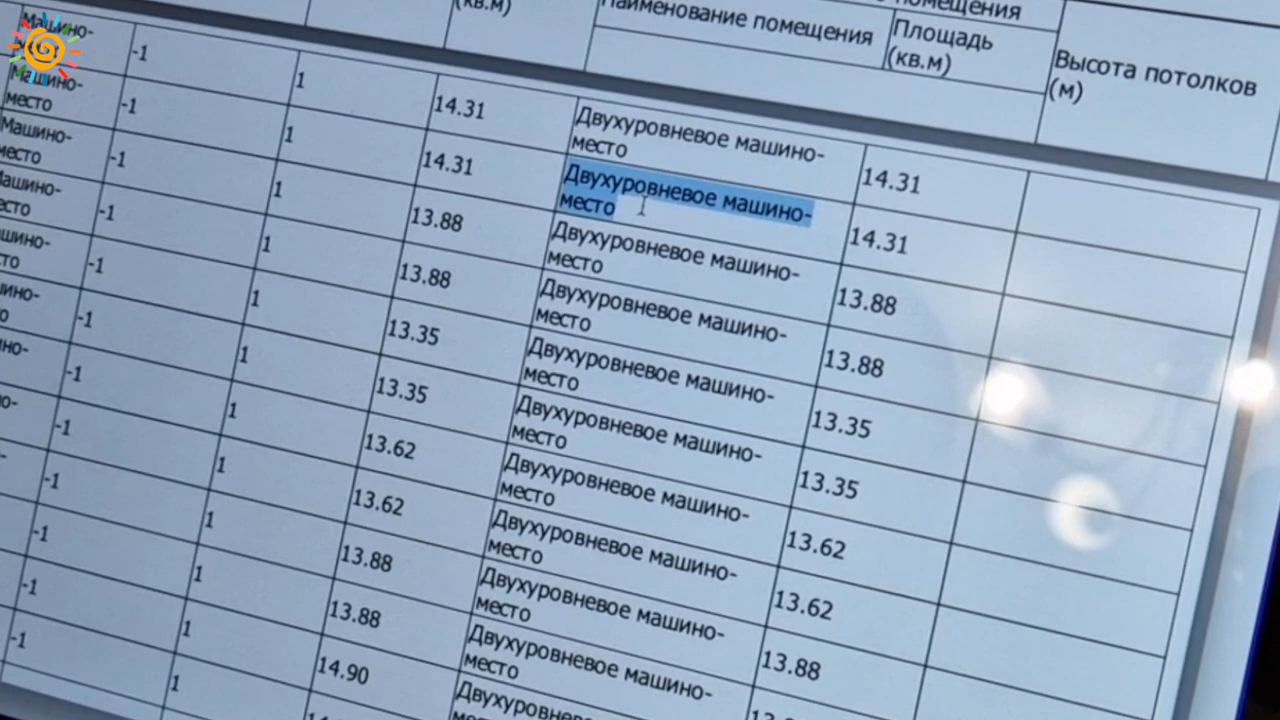 (кв.м)
помещения
Наименование помещения
Площадь
(кв.м)
Высота потолков
(м)
Машино- -1 1 14.31 Двухуровневое машино- 14.31
место
Машино- -1 1 14.31 Двухуровневое машино- 14.31
место место
Машино- -1 1 13.88 Двухуровневое машино- 13.88
место место
-1 1 13.88 Двухуровневое машино- 13.88
место
-1 1 13.35 Двухуровневое машино- 13.35
место
-1 1 13.35 Двухуровневое машино- 13.35
место
-1 1 13.62 Двухуровневое машино- 13.62
место
-1 1 13.62 Двухуровневое машино- 13.62
место
-1 1 13.88 Двухуровневое машино- 13.88
место
-1 1 13.88 Двухуровневое машино-
место
-1 1 14.90
-1 1